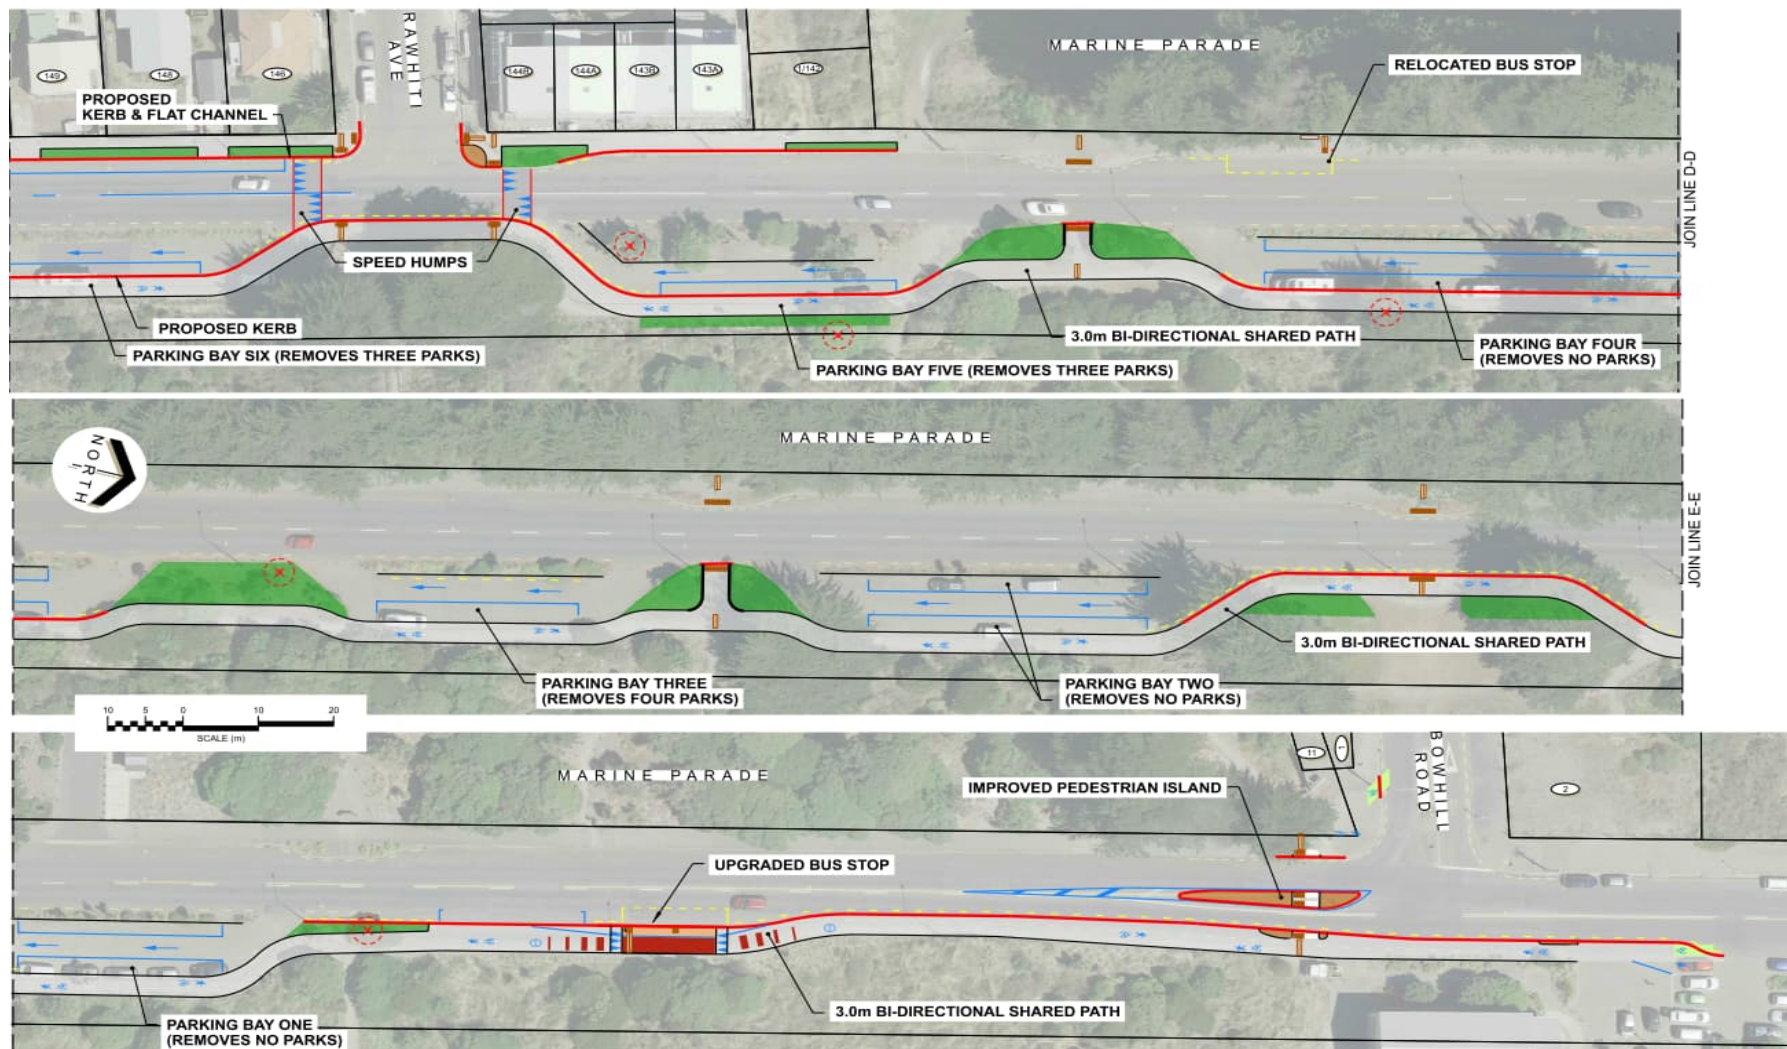 RAWHITI
AVE
MARINE PARADE
149
148
146
144B
144A
143B
143A
1/142
RELOCATED BUS STOP
PROPOSED
KERB & FLAT CHANNEL
JOIN LINE D-D
SPEED HUMPS
PROPOSED KERB
PARKING BAY SIX (REMOVES THREE PARKS)
3.0m BI-DIRECTIONAL SHARED PATH
PARKING BAY FIVE (REMOVES THREE PARKS)
PARKING BAY FOUR
(REMOVES NO PARKS)
NORTH
MARINE PARADE
JOIN LINE E-E
3.0m BI-DIRECTIONAL SHARED PATH
PARKING BAY THREE
(REMOVES FOUR PARKS)
PARKING BAY TWO
(REMOVES NO PARKS)
10 5 0 10 20
SCALE (m)
MARINE PARADE
11
1
BOWHILL
ROAD
2
IMPROVED PEDESTRIAN ISLAND
UPGRADED BUS STOP
3.0m BI-DIRECTIONAL SHARED PATH
PARKING BAY ONE
(REMOVES NO PARKS)